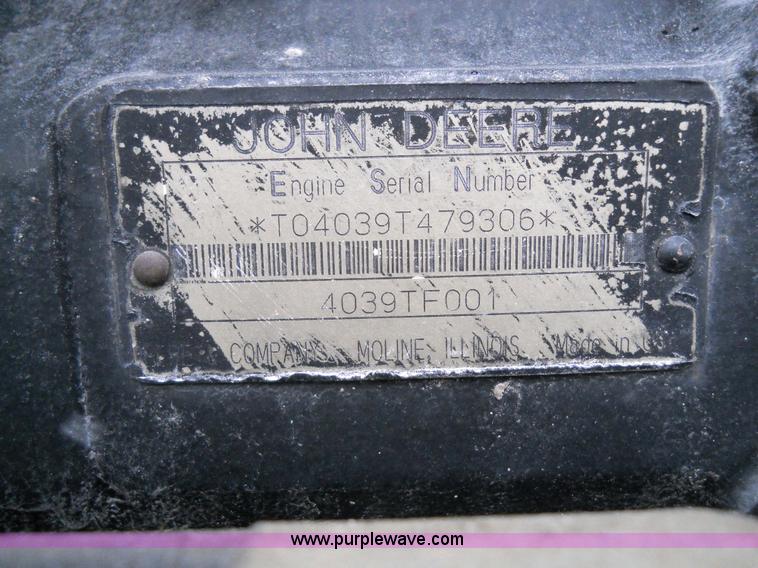 JOHN DEERE
Engine Serial Number
*T04039T479306*
4039TF001
COMPANY MOLINE, ILLINOIS Made in
www.purplewave.com